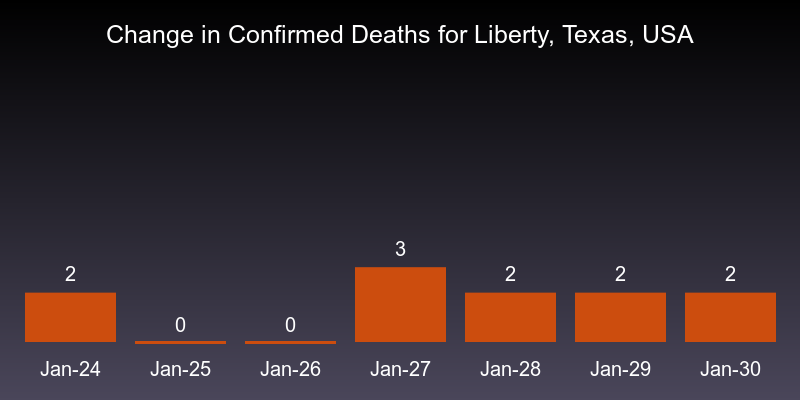 Change in Confirmed Deaths for Liberty, Texas, USA
2 0 0 3 2 2 2
Jan-24 Jan-25 Jan-26 Jan-27 Jan-28 Jan-29 Jan-30